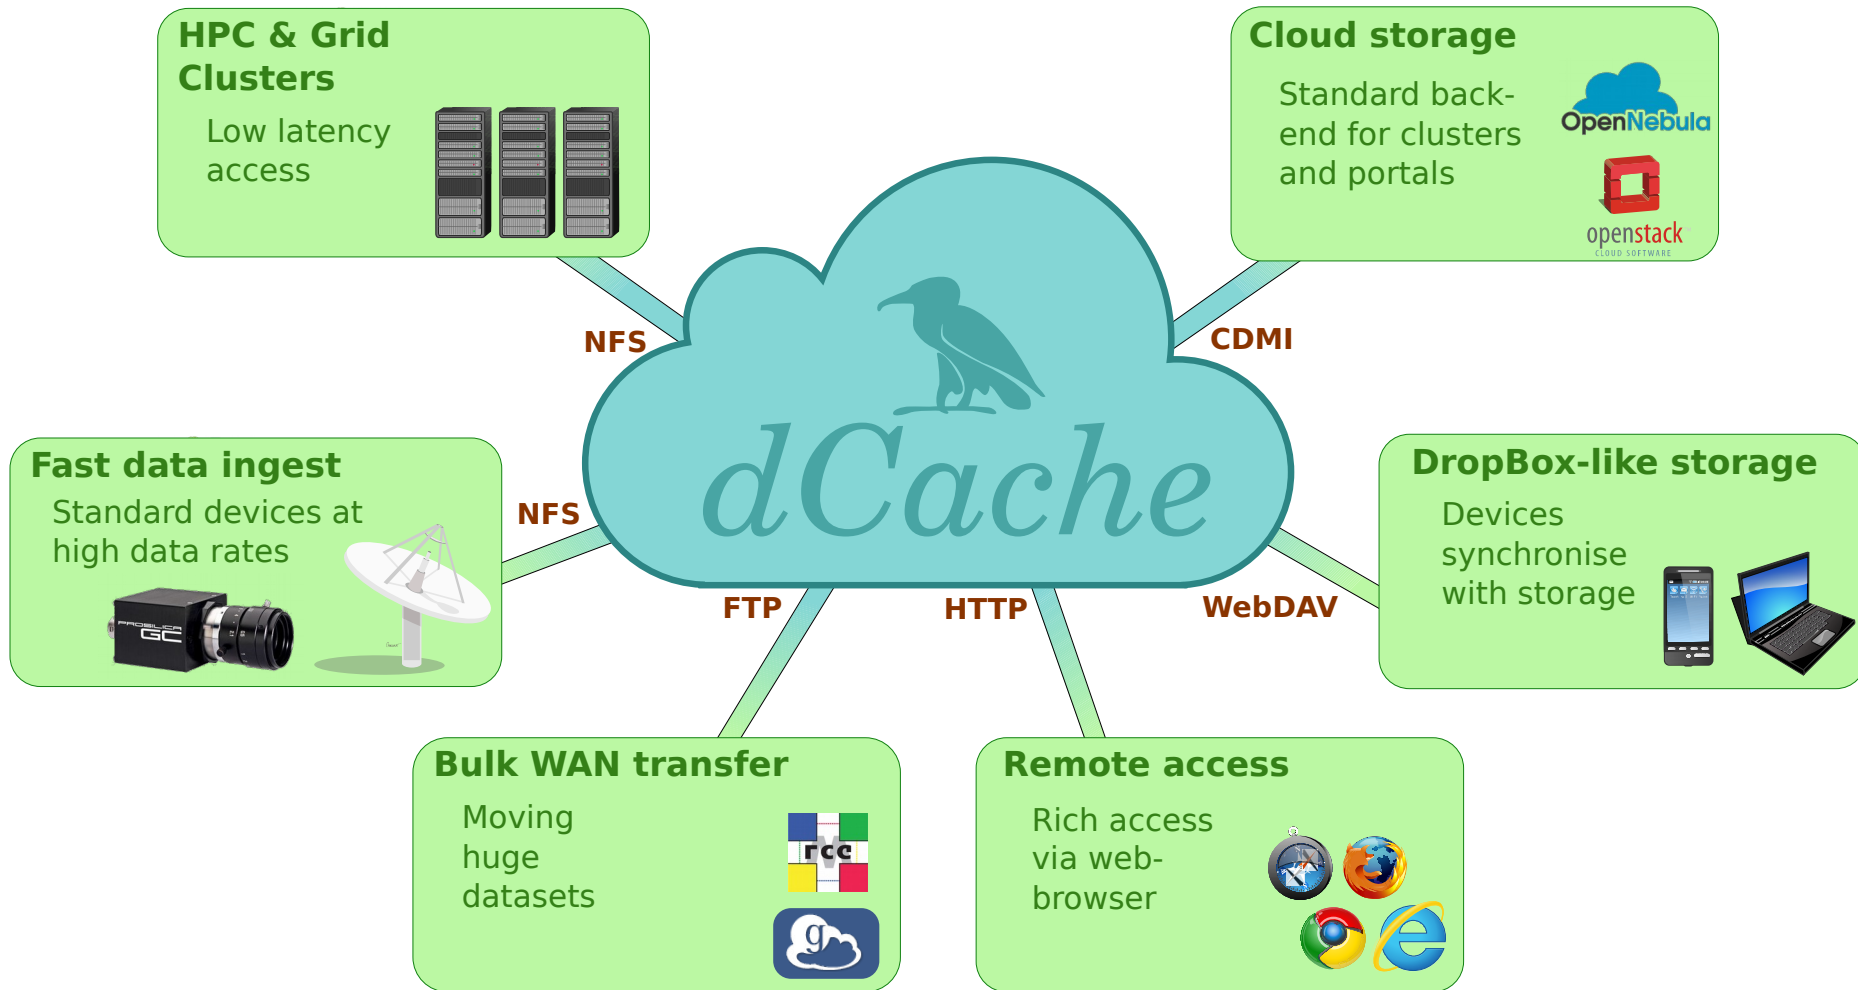 HPC & Grid
Clusters
Low latency
access
Cloud storage
Standard back-
end for clusters
and portals
OpenNebula
openstack
CLOUD SOFTWARE
NFS
CDMI
dCache
Fast data ingest
Standard devices at
high data rates
PROSILICA
GC
NFS
DropBox-like storage
Devices
synchronise
with storage
FTP
HTTP
WebDAV
Bulk WAN transfer
Moving
huge
datasets
g
Remote access
Rich access
via web-
browser